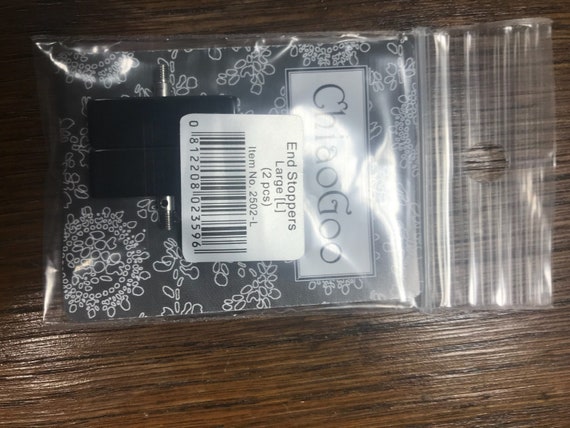 ChiaoGoo
End Stoppers
Large [L]
(2 pcs)
Item No. 2502-L
0 812208 023596